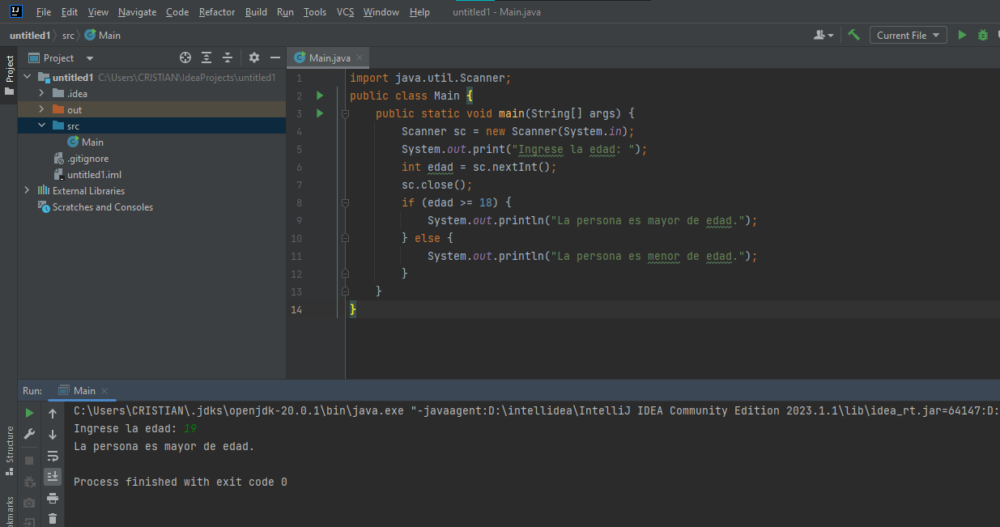 IJ File Edit View Navigate Code Refactor Build Run Tools VCS Window Help untitled1 - Main.java
untitled1 src Main Current File
Project
Project
untitled1 C:\Users\CRISTIAN\IdeaProjects\untitled1
.idea
out
src
Main
.gitignore
untitled1.iml
External Libraries
Scratches and Consoles
Main.java
1 import java.util.Scanner;
2 public class Main {
3 public static void main(String[] args) {
4 Scanner sc = new Scanner(System.in);
5 System.out.print("Ingrese la edad: ");
6 int edad = sc.nextInt();
7 sc.close();
8 if (edad >= 18) {
9 System.out.println("La persona es mayor de edad.");
10 } else {
11 System.out.println("La persona es menor de edad.");
12 }
13 }
14 }
Run: Main
C:\Users\CRISTIAN\.jdks\openjdk-20.0.1\bin\java.exe "-javaagent:D:\intellidea\IntelliJ IDEA Community Edition 2023.1.1\lib\idea_rt.jar=64147:D:
Ingrese la edad: 19
La persona es mayor de edad.
Process finished with exit code 0
Structure